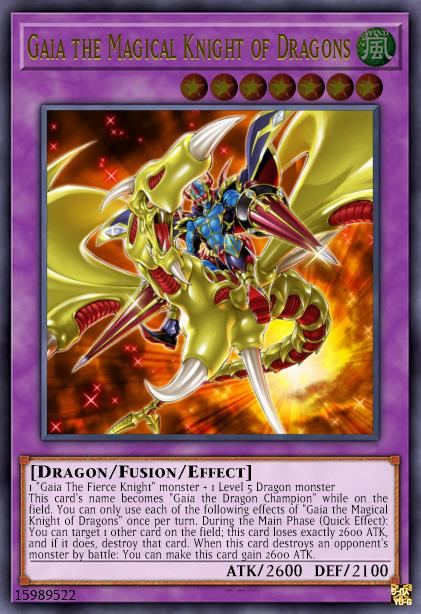 Gaia the Magical Knight of Dragons
WIND
風
[Dragon/Fusion/Effect]
1 "Gaia The Fierce Knight" monster + 1 Level 5 Dragon monster
This card's name becomes "Gaia the Dragon Champion" while on the
field. You can only use each of the following effects of "Gaia the Magical
Knight of Dragons" once per turn. During the Main Phase (Quick Effect):
You can target 1 other card on the field; this card loses exactly 2600 ATK,
and if it does, destroy that card. When this card destroys an opponent's
monster by battle: You can make this card gain 2600 ATK.
ATK/2600 DEF/2100
15989522